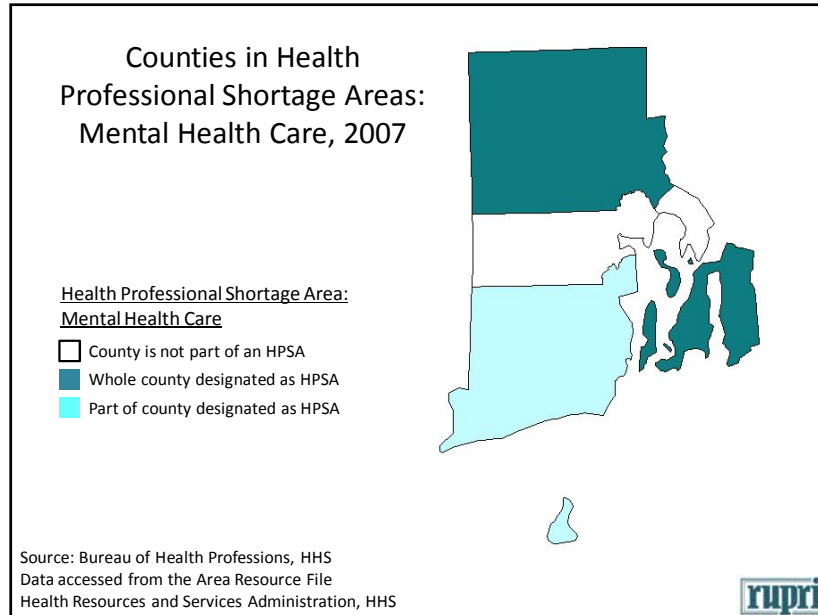 Counties in Health
Professional Shortage Areas:
Mental Health Care, 2007
Health Professional Shortage Area:
Mental Health Care
County is not part of an HPSA
Whole county designated as HPSA
Part of county designated as HPSA
Source: Bureau of Health Professions, HHS
Data accessed from the Area Resource File
Health Resources and Services Administration, HHS
rupri